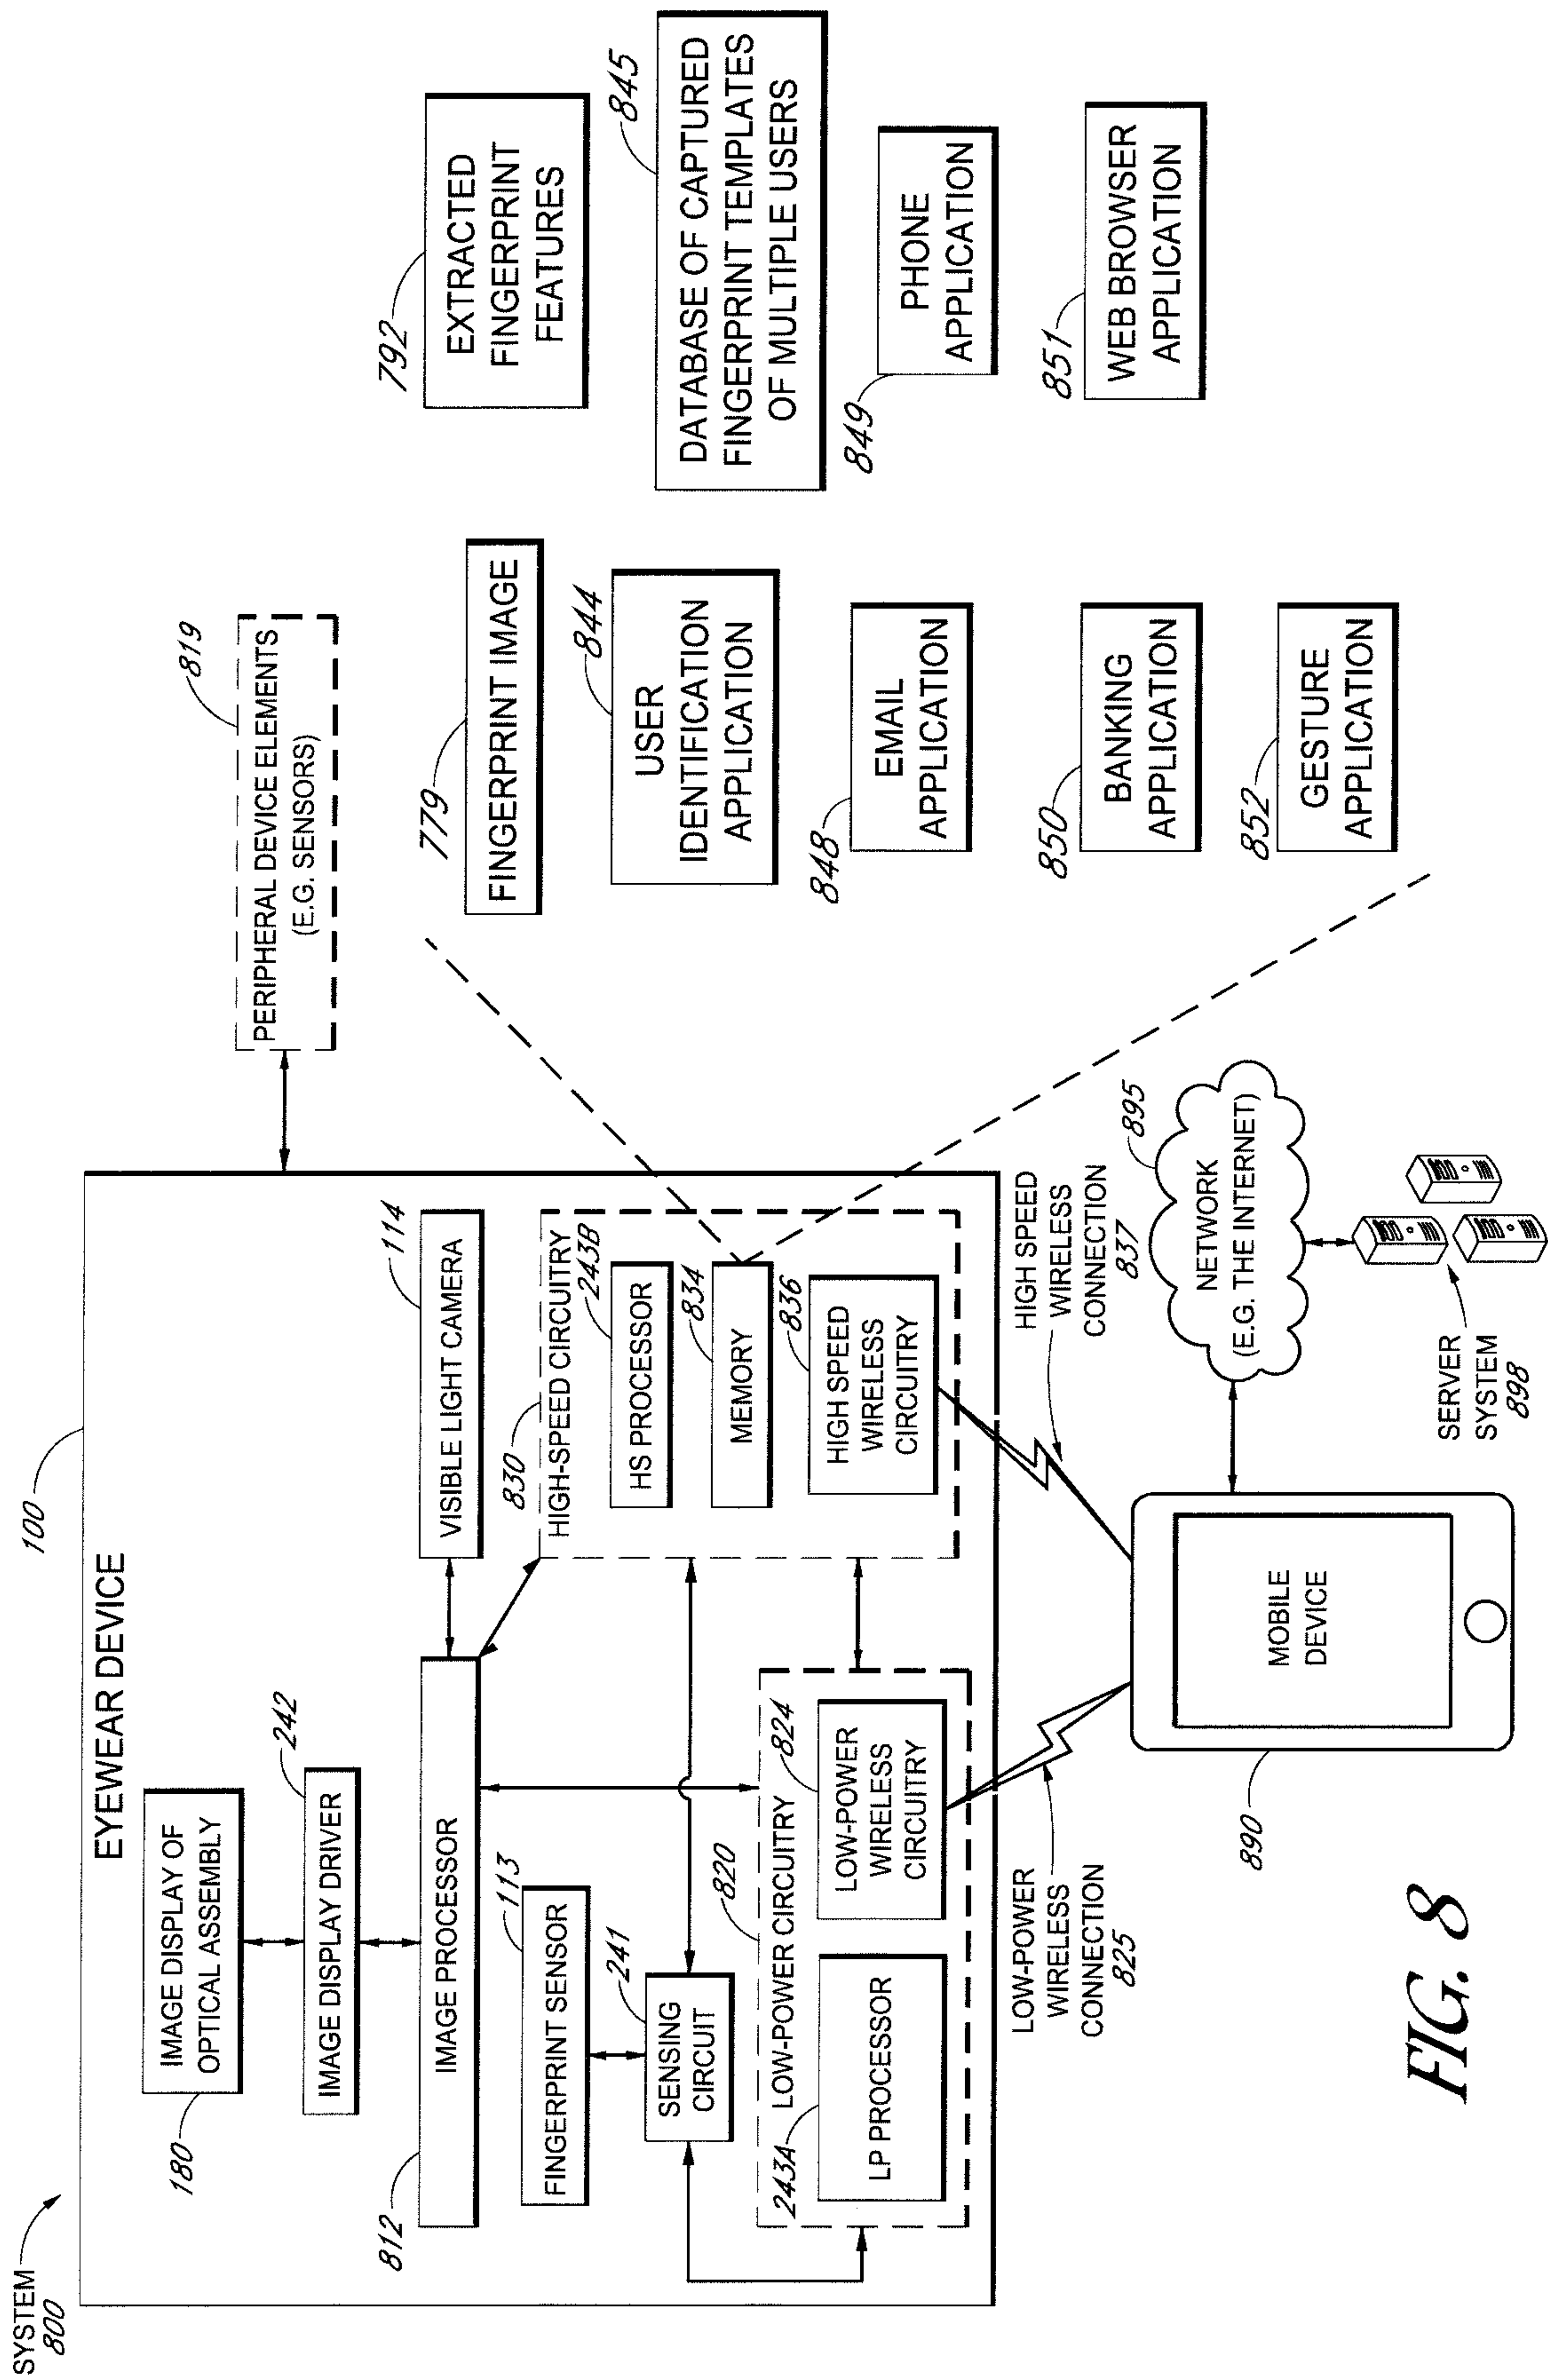 SYSTEM
800
100
EYEWEAR DEVICE
180
IMAGE DISPLAY OF
OPTICAL ASSEMBLY
242
IMAGE DISPLAY DRIVER
812
IMAGE PROCESSOR
114
VISIBLE LIGHT CAMERA
113
FINGERPRINT SENSOR
241
SENSING
CIRCUIT
830
HIGH-SPEED CIRCUITRY
243B
HS PROCESSOR
834
MEMORY
836
HIGH SPEED
WIRELESS
CIRCUITRY
820
LOW-POWER CIRCUITRY
243A
LP PROCESSOR
824
LOW-POWER
WIRELESS
CIRCUITRY
819
PERIPHERAL DEVICE ELEMENTS
(E.G. SENSORS)
779
FINGERPRINT IMAGE
792
EXTRACTED
FINGERPRINT
FEATURES
844
USER
IDENTIFICATION
APPLICATION
845
DATABASE OF CAPTURED
FINGERPRINT TEMPLATES
OF MULTIPLE USERS
848
EMAIL
APPLICATION
849
PHONE
APPLICATION
850
BANKING
APPLICATION
851
WEB BROWSER
APPLICATION
852
GESTURE
APPLICATION
LOW-POWER
WIRELESS
CONNECTION
825
HIGH SPEED
WIRELESS
CONNECTION
837
890
MOBILE
DEVICE
895
NETWORK
(E.G. THE INTERNET)
SERVER
SYSTEM
898
FIG. 8